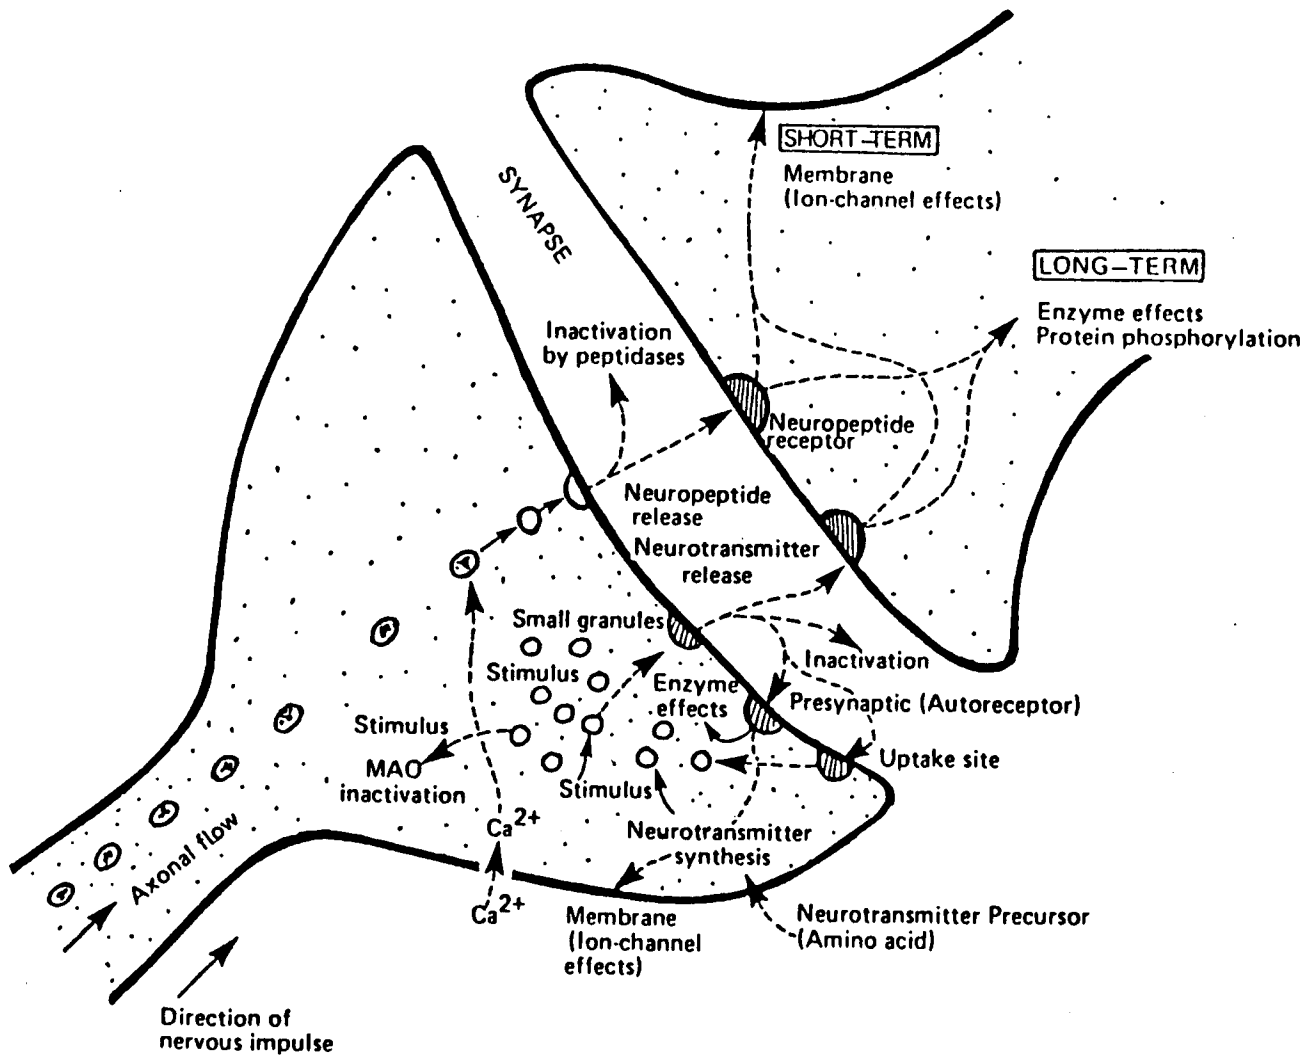 SHORT-TERM
Membrane
(Ion-channel effects)
SYNAPSE
LONG-TERM
Enzyme effects
Protein phosphorylation
Inactivation
by peptidases
Neuropeptide
receptor
Neuropeptide
release
Neurotransmitter
release
Small granules
Stimulus
Inactivation
Enzyme
effects
Presynaptic (Autoreceptor)
Stimulus
MAO
inactivation
Uptake site
Stimulus
Ca2+
Neurotransmitter
synthesis
Axonal flow
Ca2+
Membrane
(Ion-channel
effects)
Neurotransmitter Precursor
(Amino acid)
Direction of
nervous impulse